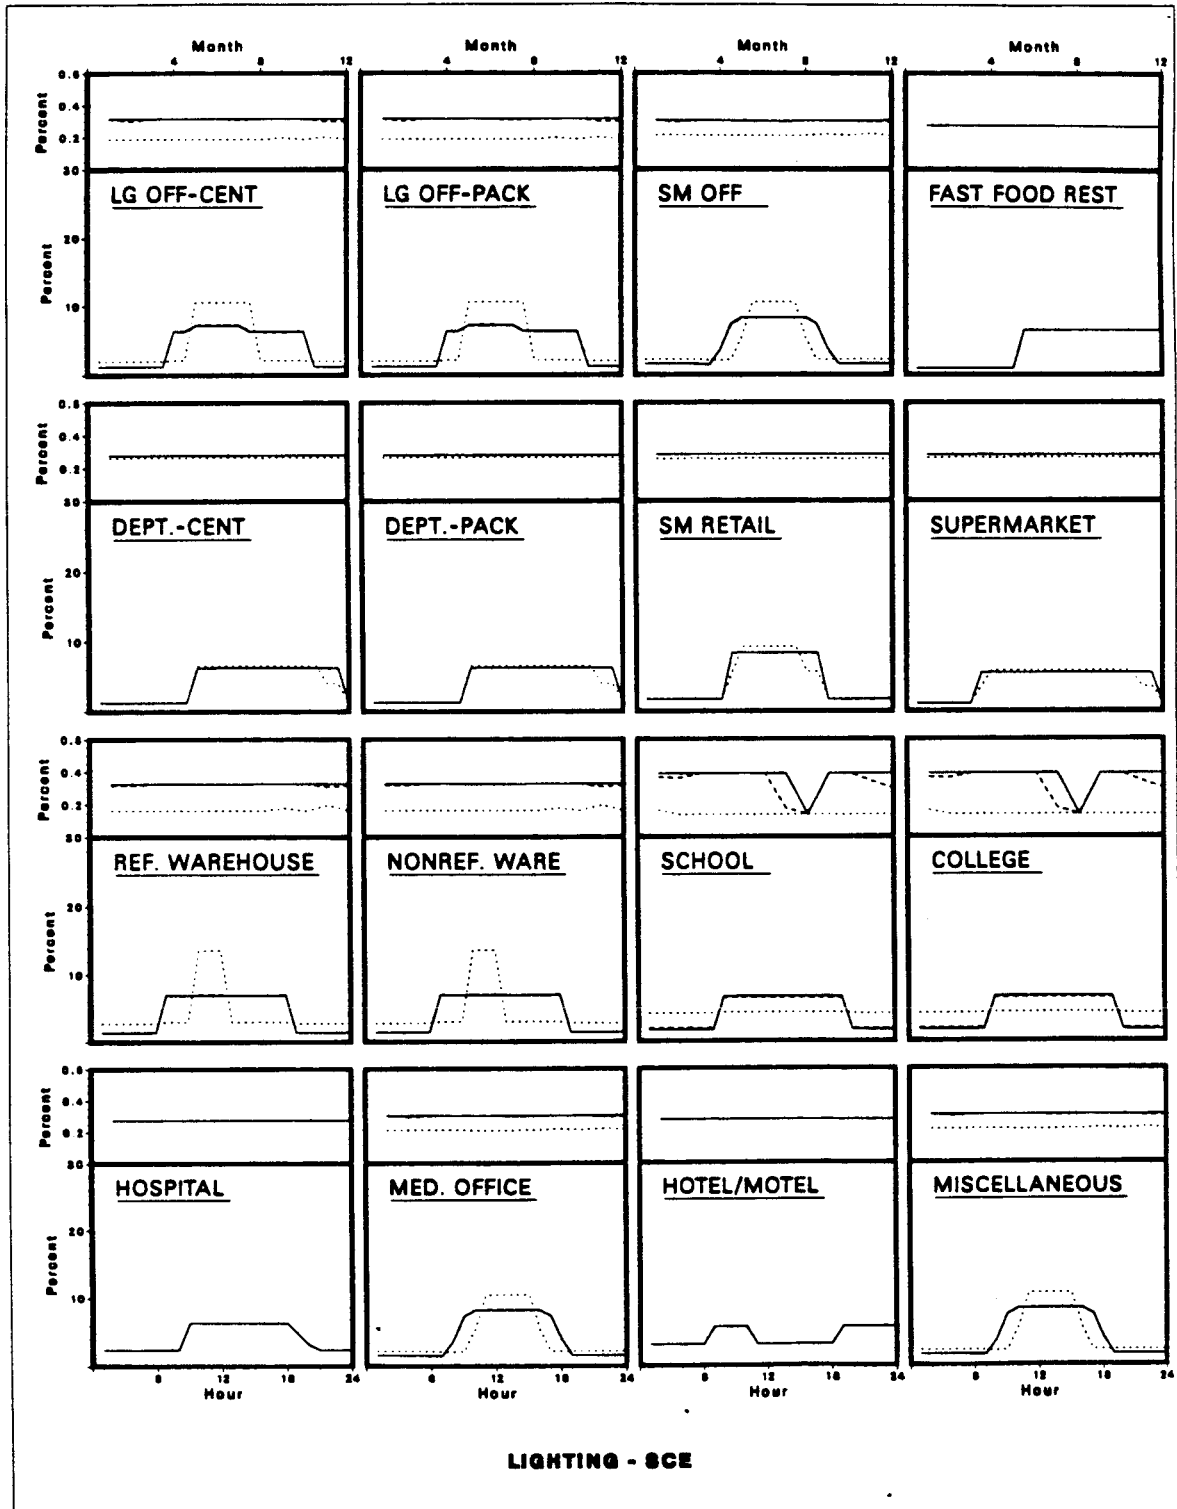 Month Month Month Month
4 8 12 4 8 12 4 8 12 4 8 12
Percent 0.6 0.4 0.2
30
LG OFF-CENT LG OFF-PACK SM OFF FAST FOOD REST
Percent 20 10
Percent 0.6 0.4 0.2
30
DEPT.-CENT DEPT.-PACK SM RETAIL SUPERMARKET
Percent 20 10
Percent 0.6 0.4 0.2
30
REF. WAREHOUSE NONREF. WARE SCHOOL COLLEGE
Percent 20 10
Percent 0.6 0.4 0.2
30
HOSPITAL MED. OFFICE HOTEL/MOTEL MISCELLANEOUS
Percent 20 10
6 12 18 24 6 12 18 24 6 12 18 24 6 12 18 24
Hour Hour Hour Hour
LIGHTING - SCE